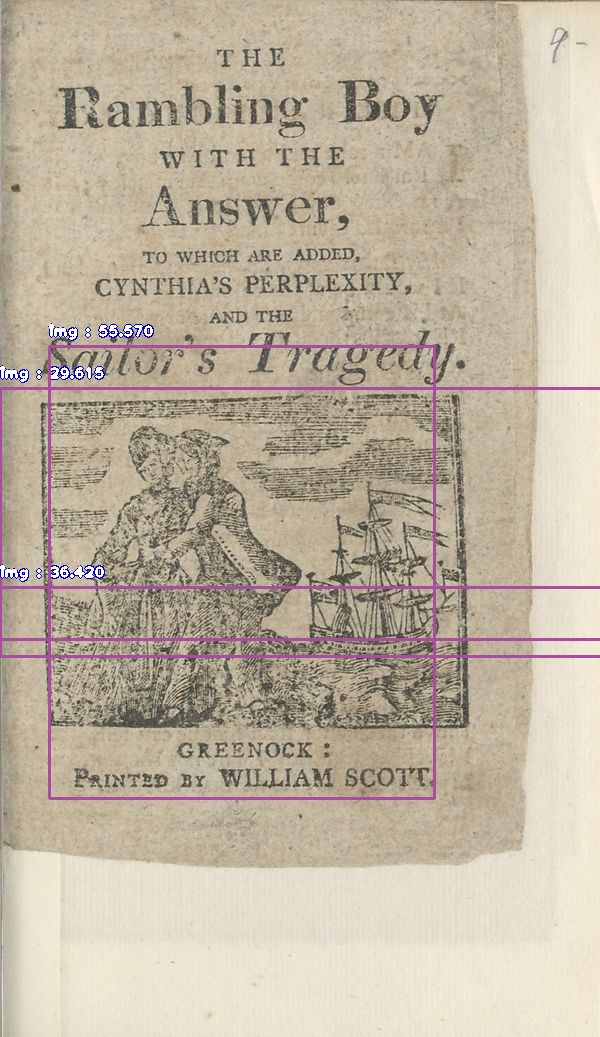 9-
THE
Rambling Boy
WITH THE
Answer,
TO WHICH ARE ADDED,
CYNTHIA'S PERPLEXITY,
AND THE
Sailor's Tragedy.
img : 55.570
img : 29.615
img : 36.420
GREENOCK :
PRINTED BY WILLIAM SCOTT.